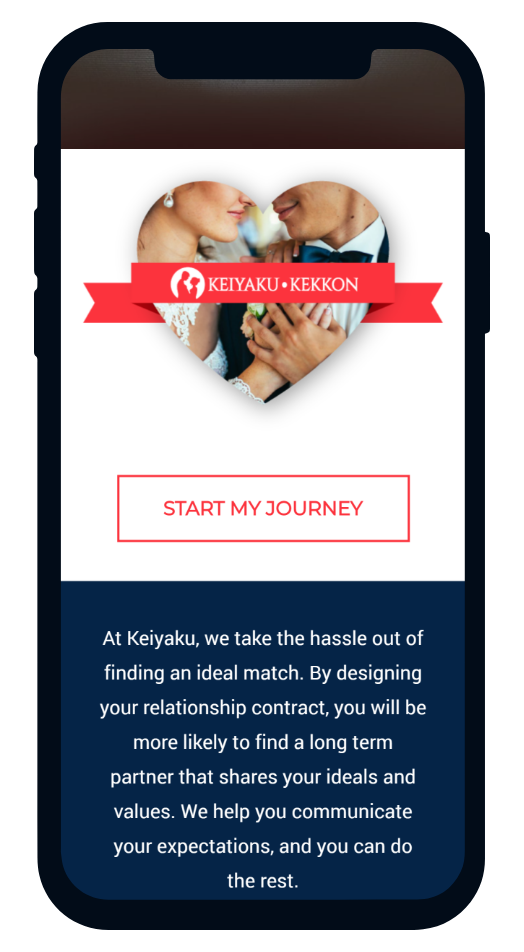 KEIYAKU • KEKKON
START MY JOURNEY
At Keiyaku, we take the hassle out of
finding an ideal match. By designing
your relationship contract, you will be
more likely to find a long term
partner that shares your ideals and
values. We help you communicate
your expectations, and you can do
the rest.